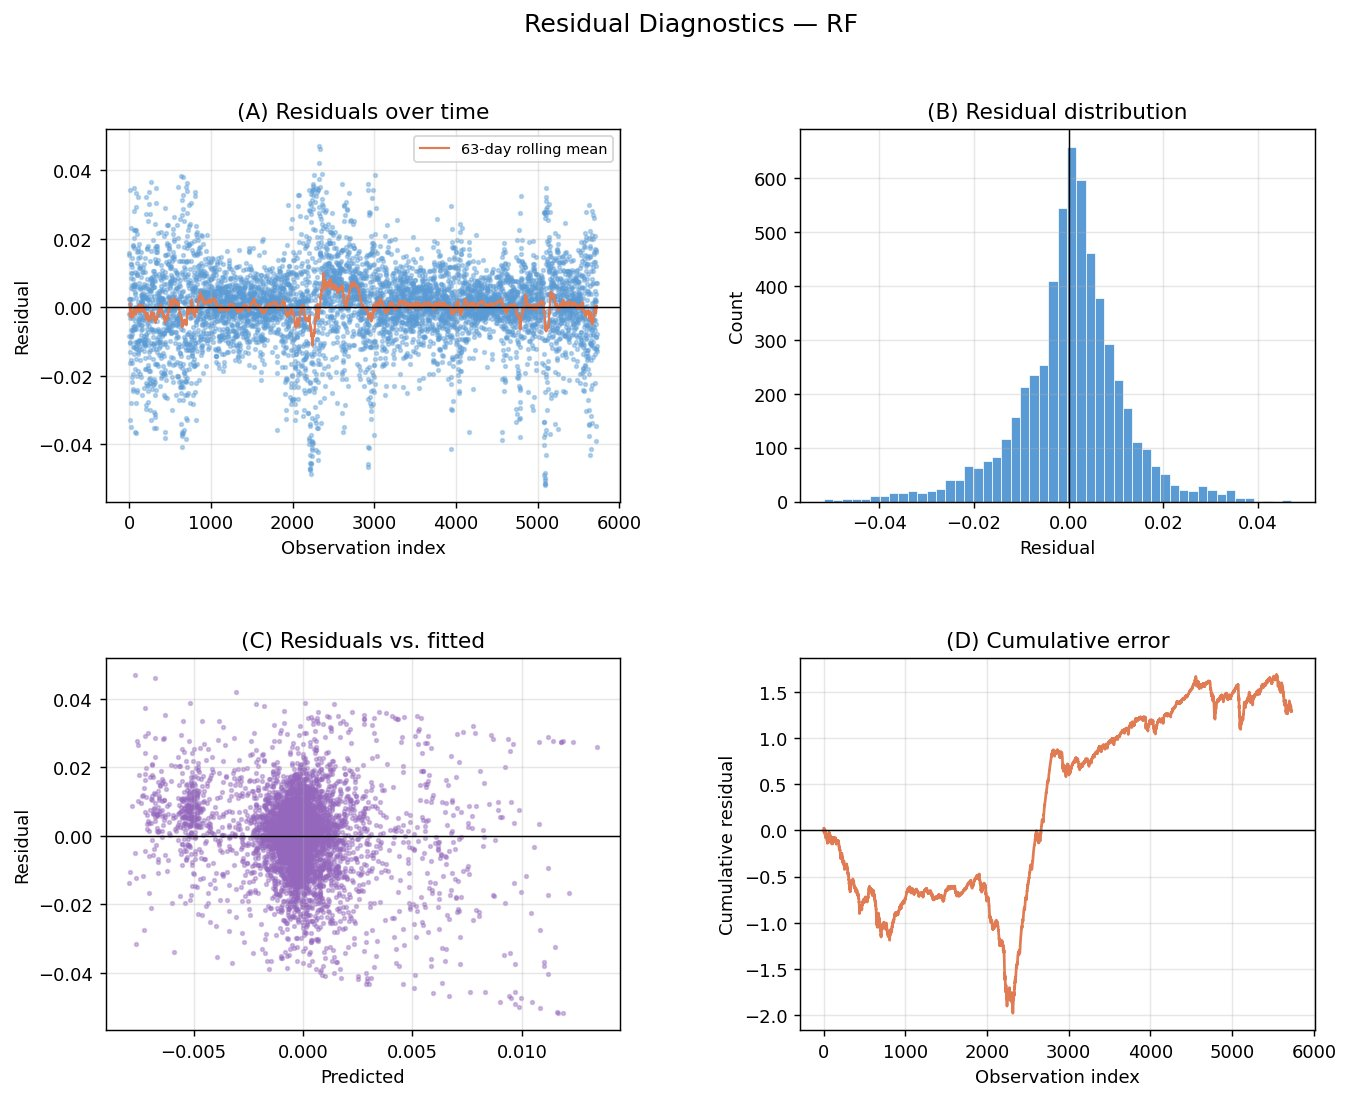 Residual Diagnostics — RF
(A) Residuals over time
63-day rolling mean
Residual
0.04
0.02
0.00
−0.02
−0.04
0 1000 2000 3000 4000 5000 6000
Observation index
(B) Residual distribution
Count
600
500
400
300
200
100
0
−0.04 −0.02 0.00 0.02 0.04
Residual
(C) Residuals vs. fitted
Residual
0.04
0.02
0.00
−0.02
−0.04
−0.005 0.000 0.005 0.010
Predicted
(D) Cumulative error
Cumulative residual
1.5
1.0
0.5
0.0
−0.5
−1.0
−1.5
−2.0
0 1000 2000 3000 4000 5000 6000
Observation index